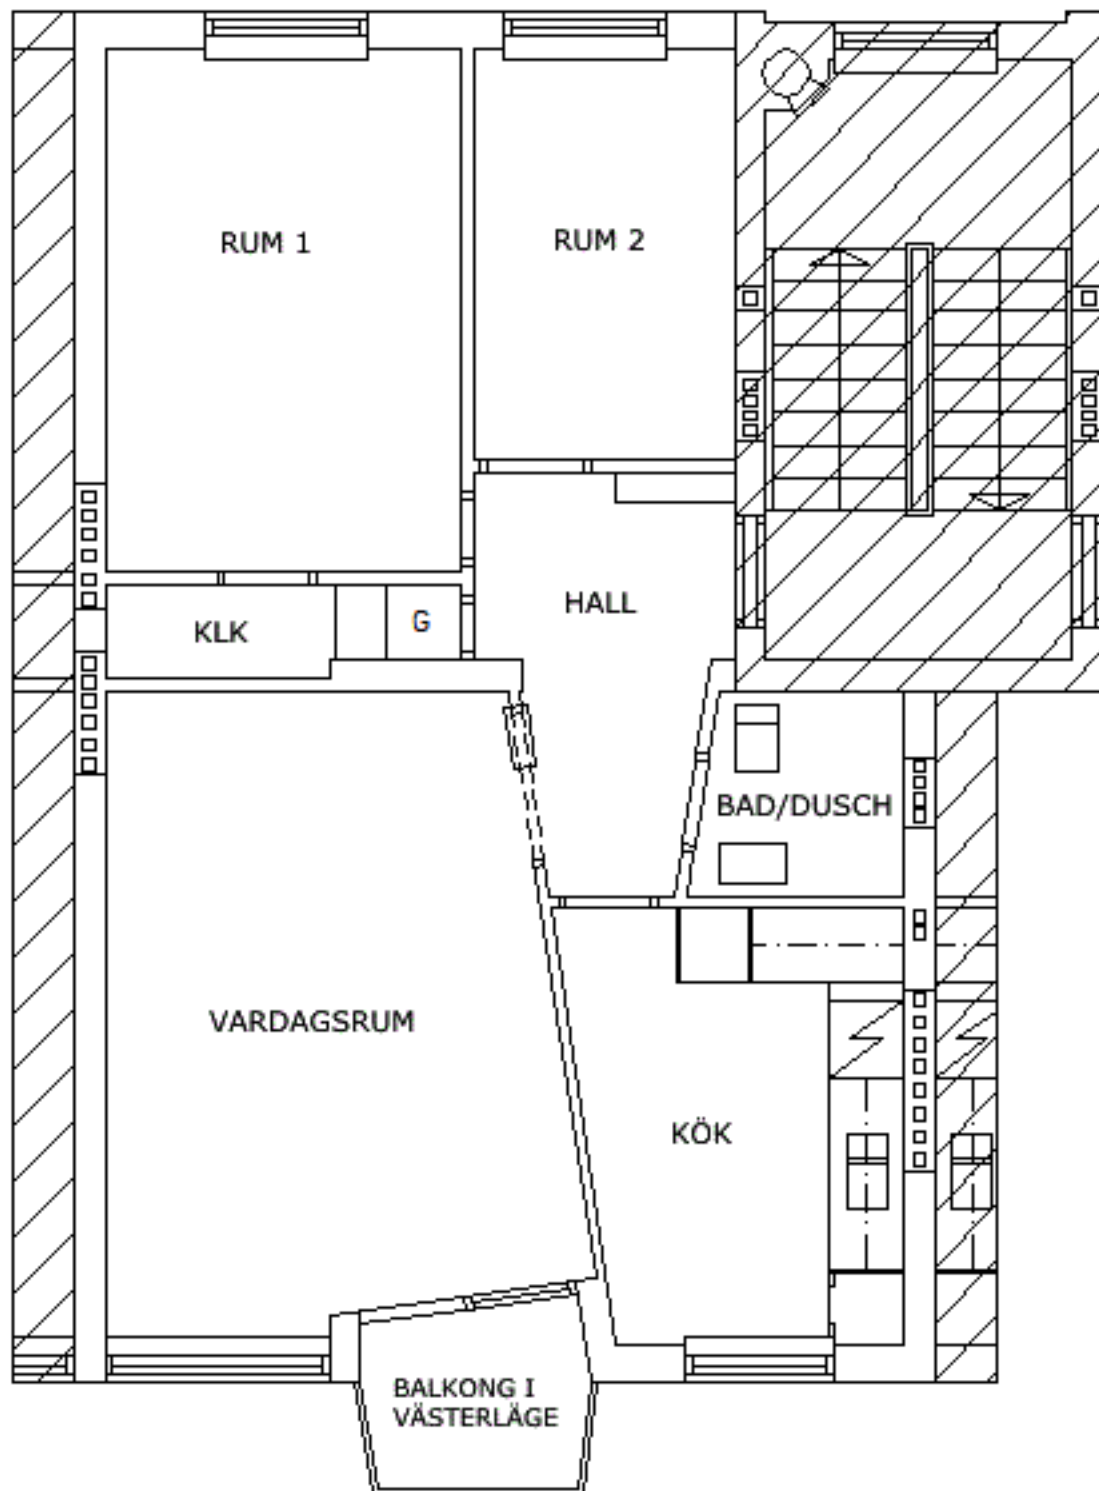 RUM 1
RUM 2
HALL
KLK
G
BAD/DUSCH
VARDAGSRUM
KÖK
BALKONG I
VÄSTERLÄGE